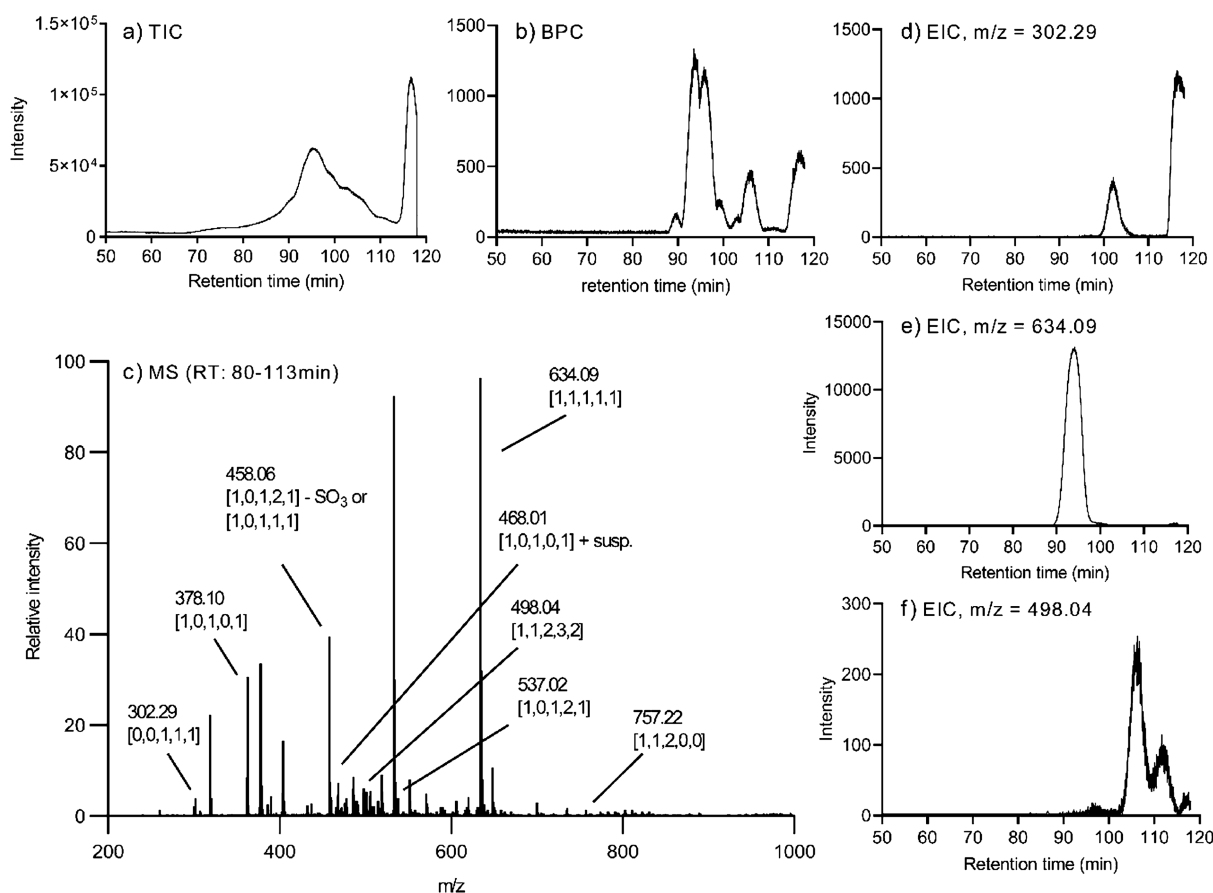 a) TIC
1.5×10⁵
1×10⁵
5×10⁴
0
Intensity
50 60 70 80 90 100 110 120
Retention time (min)
b) BPC
1500
1000
500
0
50 60 70 80 90 100 110 120
retention time (min)
d) EIC, m/z = 302.29
1500
1000
500
0
50 60 70 80 90 100 110 120
Retention time (min)
c) MS (RT: 80-113min)
100
80
60
40
20
0
Relative intensity
634.09
[1,1,1,1,1]
458.06
[1,0,1,2,1] - SO₃ or
[1,0,1,1,1]
468.01
[1,0,1,0,1] + susp.
378.10
[1,0,1,0,1]
498.04
[1,1,2,3,2]
537.02
[1,0,1,2,1]
302.29
[0,0,1,1,1]
757.22
[1,1,2,0,0]
200 400 600 800 1000
m/z
e) EIC, m/z = 634.09
15000
10000
5000
0
Intensity
50 60 70 80 90 100 110 120
Retention time (min)
f) EIC, m/z = 498.04
300
200
100
0
Intensity
50 60 70 80 90 100 110 120
Retention time (min)